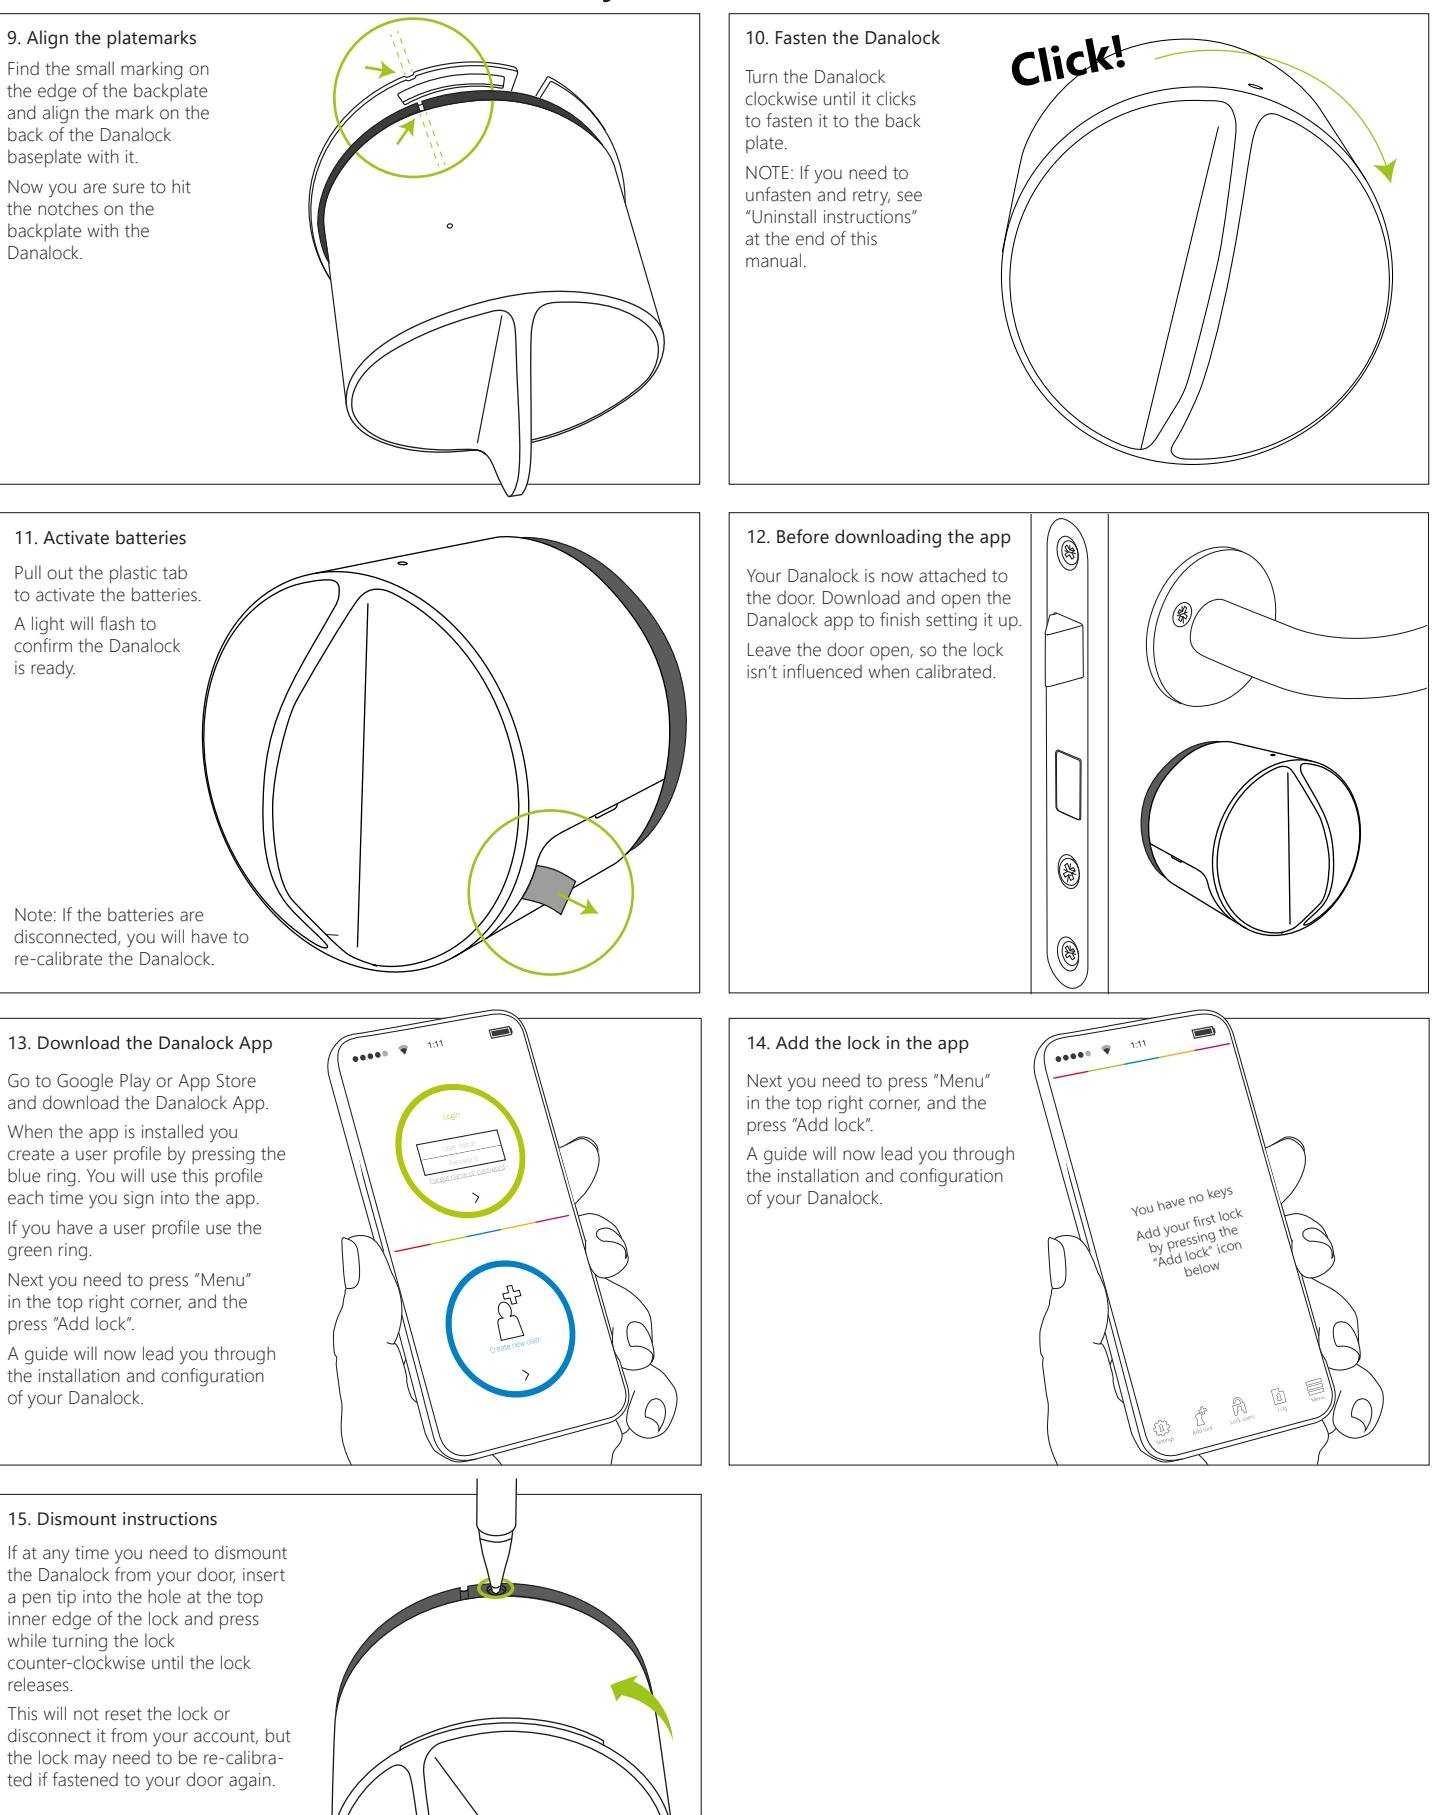 9. Align the platemarks
Find the small marking on
the edge of the backplate
and align the mark on the
back of the Danalock
baseplate with it.
Now you are sure to hit
the notches on the
backplate with the
Danalock.
10. Fasten the Danalock
Turn the Danalock
clockwise until it clicks
to fasten it to the back
plate.
NOTE: If you need to
unfasten and retry, see
“Uninstall instructions”
at the end of this
manual.
Click!
11. Activate batteries
Pull out the plastic tab
to activate the batteries.
A light will flash to
confirm the Danalock
is ready.
Note: If the batteries are
disconnected, you will have to
re-calibrate the Danalock.
12. Before downloading the app
Your Danalock is now attached to
the door. Download and open the
Danalock app to finish setting it up.
Leave the door open, so the lock
isn’t influenced when calibrated.
13. Download the Danalock App
Go to Google Play or App Store
and download the Danalock App.
When the app is installed you
create a user profile by pressing the
blue ring. You will use this profile
each time you sign into the app.
If you have a user profile use the
green ring.
Next you need to press ”Menu”
in the top right corner, and the
press ”Add lock”.
A guide will now lead you through
the installation and configuration
of your Danalock.
1:11
Login
User name
Password
Forgot name or password
Create new user
14. Add the lock in the app
Next you need to press ”Menu”
in the top right corner, and the
press ”Add lock”.
A guide will now lead you through
the installation and configuration
of your Danalock.
1:11
You have no keys
Add your first lock
by pressing the
“Add lock” icon
below
Settings
Add lock
Lock users
Log
Menu
15. Dismount instructions
If at any time you need to dismount
the Danalock from your door, insert
a pen tip into the hole at the top
inner edge of the lock and press
while turning the lock
counter-clockwise until the lock
releases.
This will not reset the lock or
disconnect it from your account, but
the lock may need to be re-calibra-
ted if fastened to your door again.